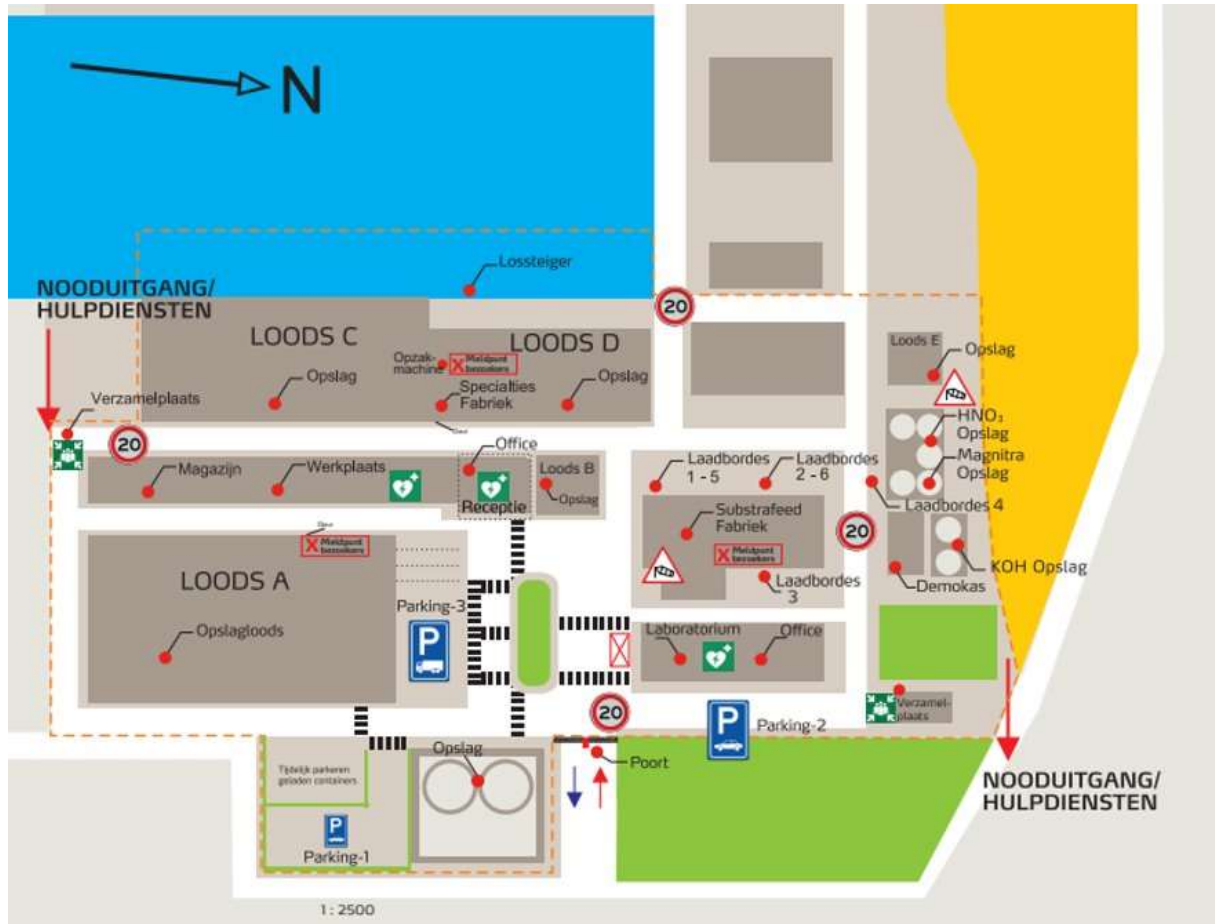 N
NOODUITGANG/
HULPDIENSTEN
Lossteiger
20
LOODS C
LOODS D
Loods E
Opslag
Opzak-
machine
X Meldpunt
bezoekers
Opslag
Specialties
Fabriek
Opslag
Verzamelplaats
Deur
HNO₃
Opslag
20
Office
Magazijn
Werkplaats
Loods B
Opslag
Receptie
Laadbordes
1 - 5
Laadbordes
2 - 6
Magnitra
Opslag
Laadbordes 4
Substrafeed
Fabriek
20
Deur
X Meldpunt
bezoekers
X Meldpunt
bezoekers
LOODS A
Laadbordes
3
KOH Opslag
Demokas
Parking-3
P
Opslagloods
Laboratorium
Office
20
P
Parking-2
Verzamel-
plaats
Opslag
Poort
Tijdelijk parkeren
geladen containers
P
Parking-1
NOODUITGANG/
HULPDIENSTEN
1 : 2500